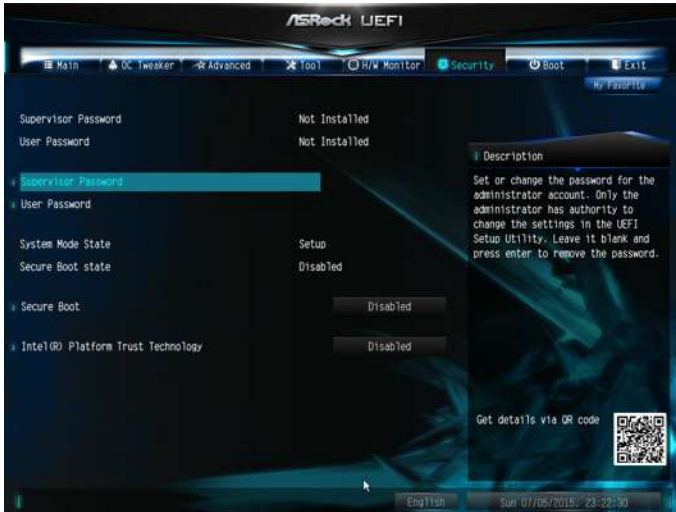 ASRock UEFI
Main OC Tweaker Advanced Tool H/W Monitor Security Boot Exit
My Favorite
Supervisor Password Not Installed
User Password Not Installed
Supervisor Password
User Password
System Mode State Setup
Secure Boot state Disabled
Secure Boot Disabled
Intel(R) Platform Trust Technology Disabled
Description
Set or change the password for the
administrator account. Only the
administrator has authority to
change the settings in the UEFI
Setup Utility. Leave it blank and
press enter to remove the password.
Get details via QR code
English Sun 07/05/2015, 23:22:30